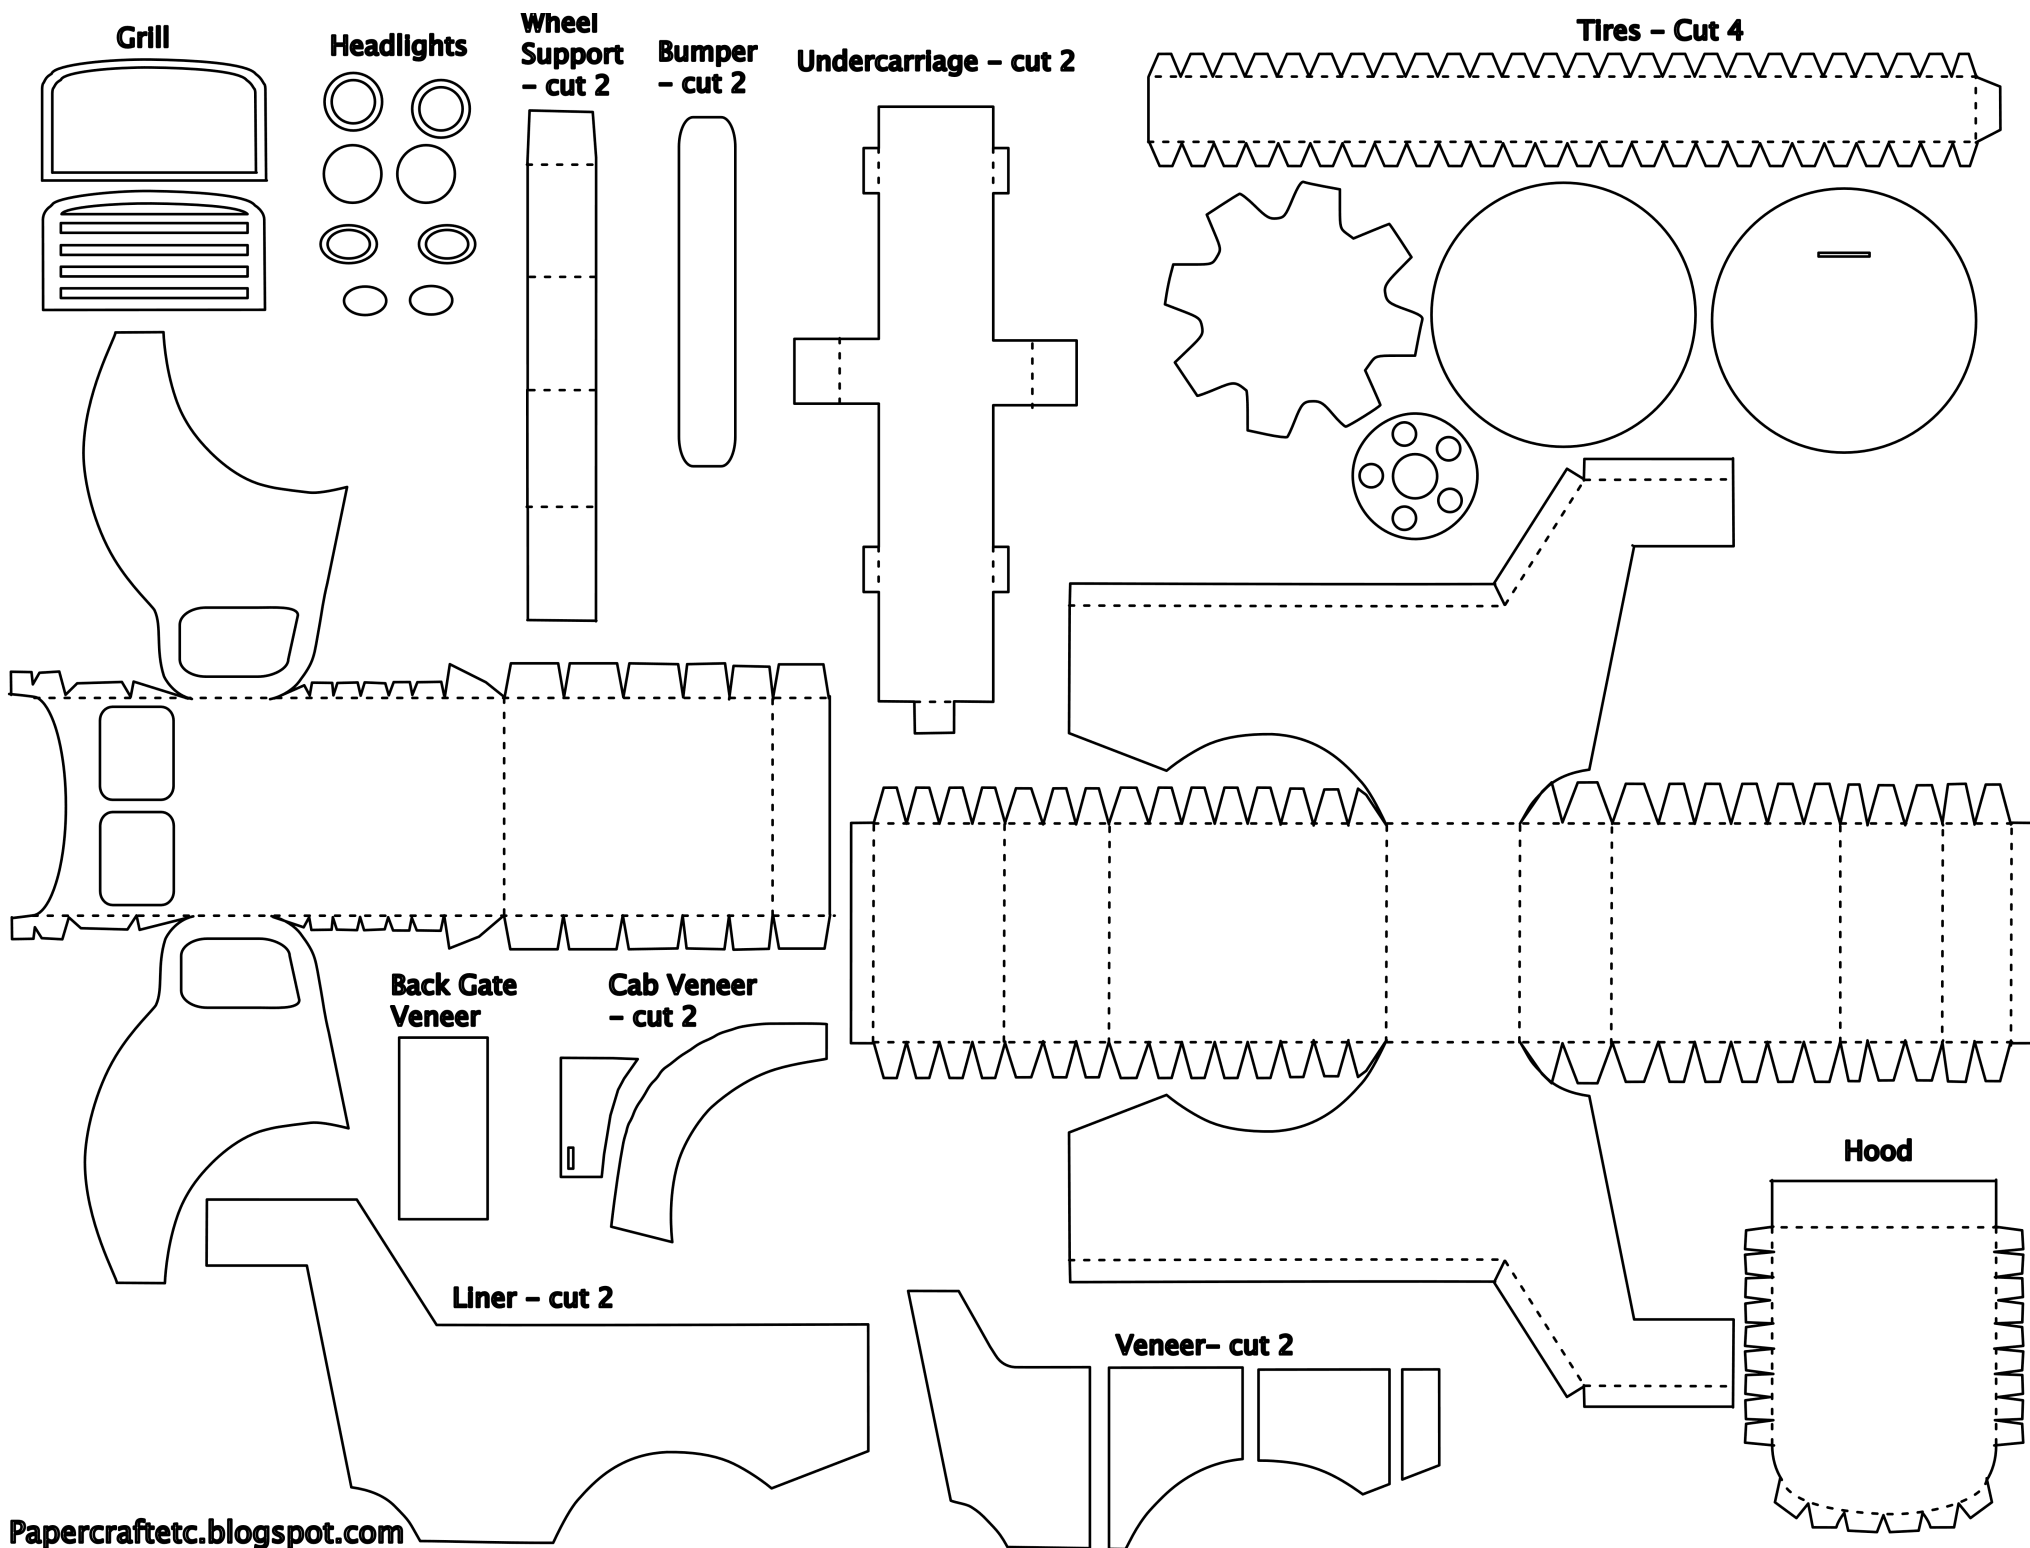 Grill
Headlights
Wheel
Support
- cut 2
Bumper
- cut 2
Undercarriage - cut 2
Tires - Cut 4
Back Gate
Veneer
Cab Veneer
- cut 2
Hood
Liner - cut 2
Veneer- cut 2
Papercraftetc.blogspot.com